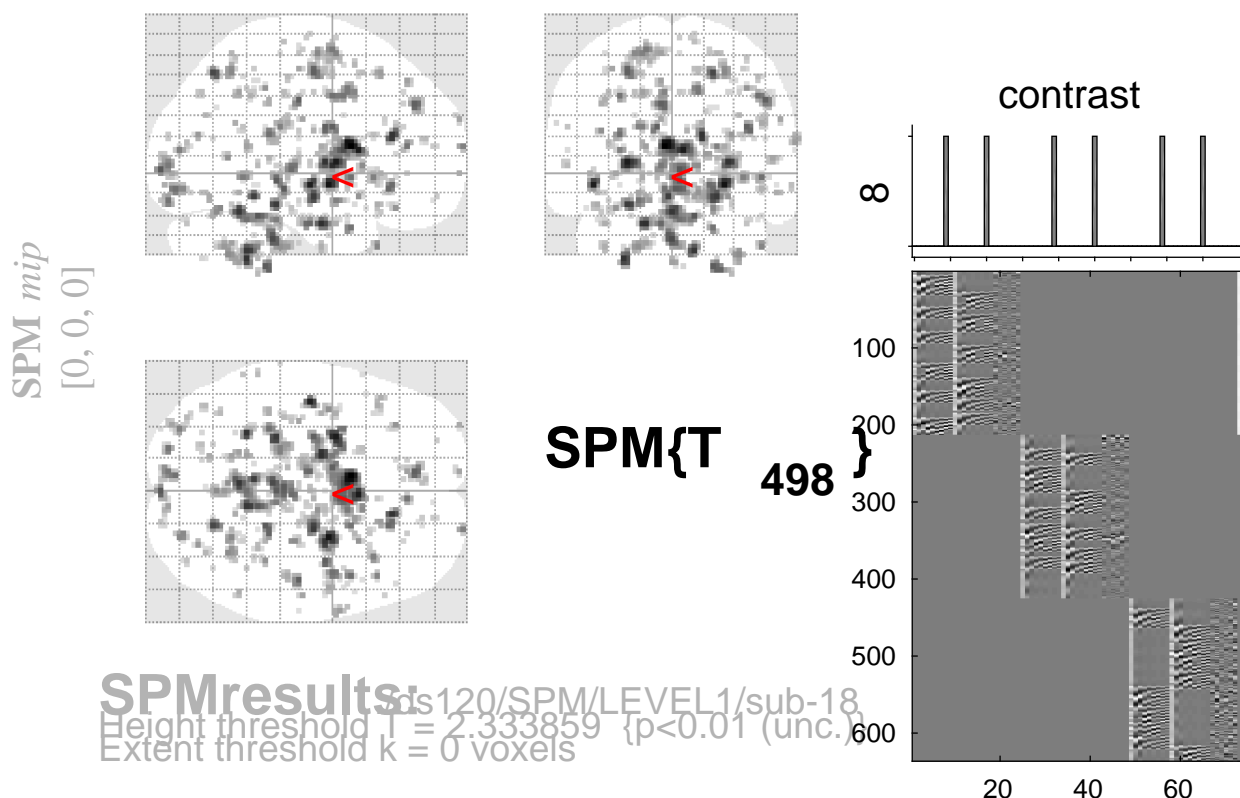 SPM mip
[0, 0, 0]
<
<
<
SPM{T498}
contrast
8
100
200
300
400
500
600
20 40 60
SPMresults: /ds120/SPM/LEVEL1/sub-18
Height threshold T = 2.333859 {p<0.01 (unc.)}
Extent threshold k = 0 voxels